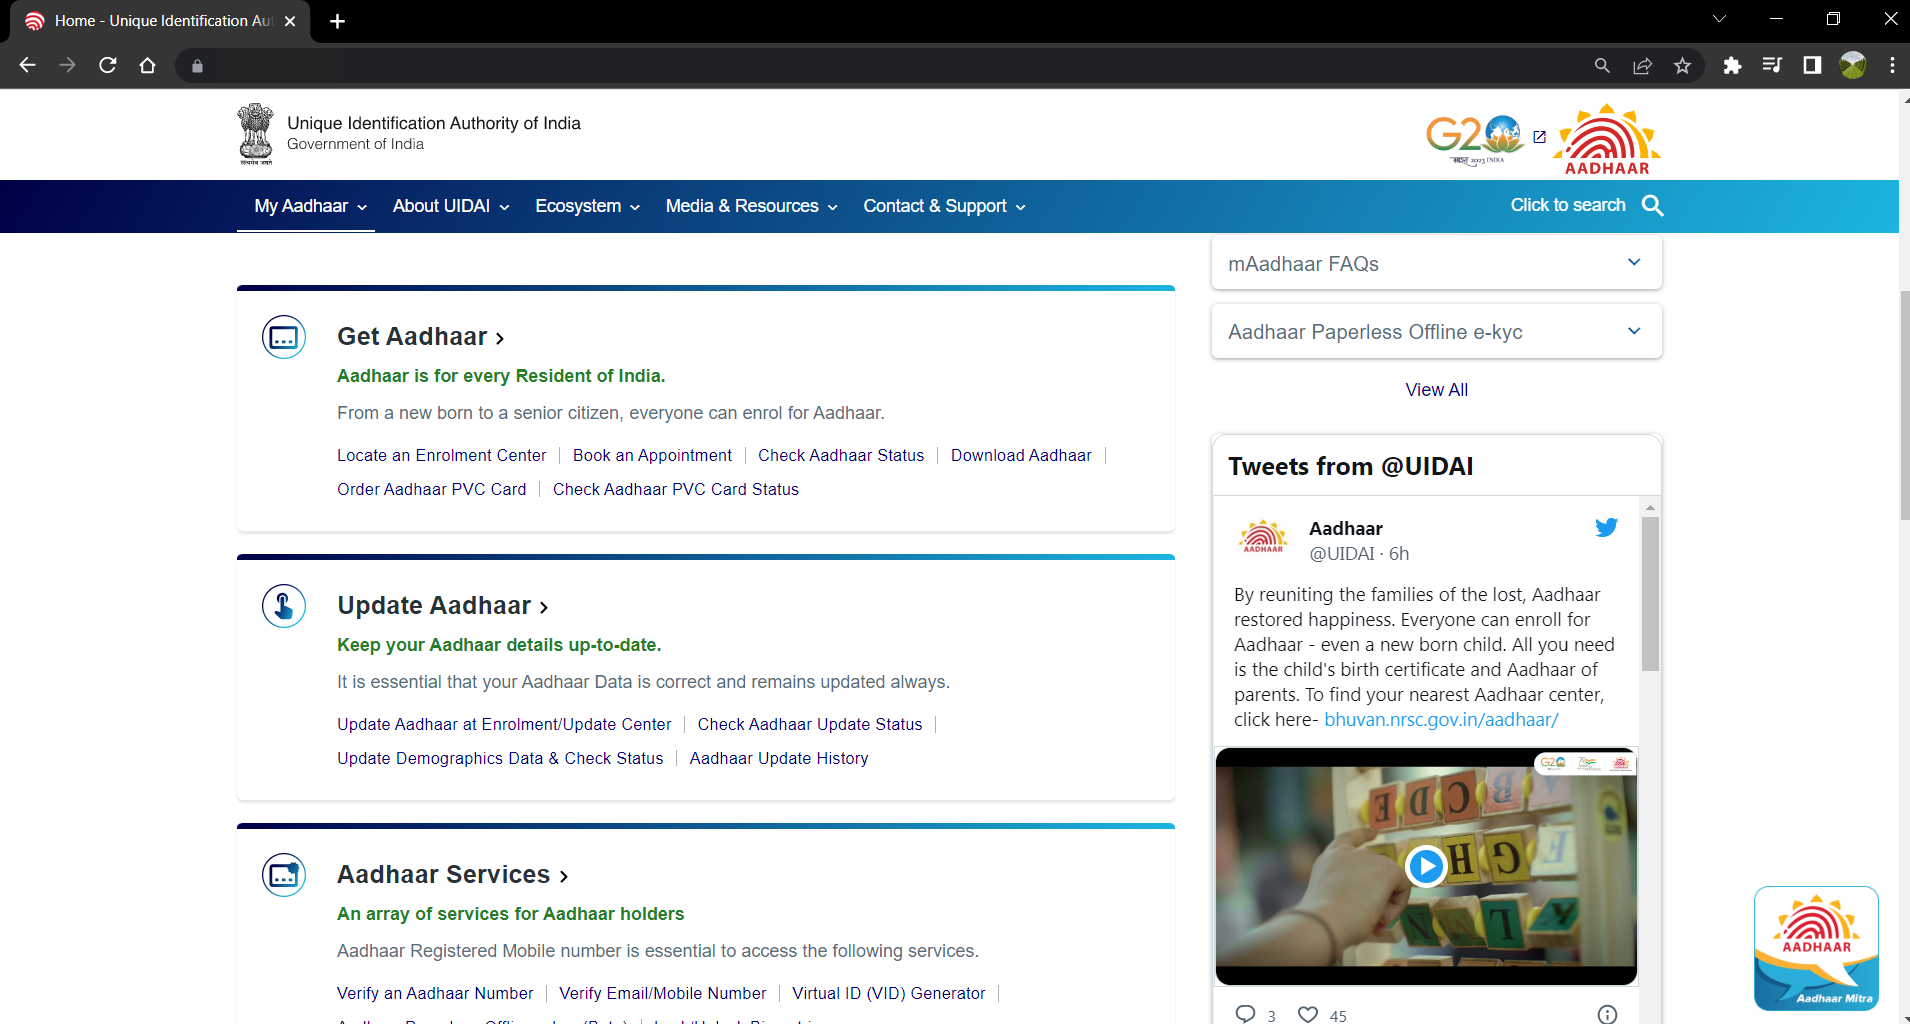 Home - Unique Identification Au
Unique Identification Authority of India
Government of India
G20
2023 INDIA
AADHAAR
My Aadhaar
About UIDAI
Ecosystem
Media & Resources
Contact & Support
Click to search
Get Aadhaar
Aadhaar is for every Resident of India.
From a new born to a senior citizen, everyone can enrol for Aadhaar.
Locate an Enrolment Center
Book an Appointment
Check Aadhaar Status
Download Aadhaar
Order Aadhaar PVC Card
Check Aadhaar PVC Card Status
Update Aadhaar
Keep your Aadhaar details up-to-date.
It is essential that your Aadhaar Data is correct and remains updated always.
Update Aadhaar at Enrolment/Update Center
Check Aadhaar Update Status
Update Demographics Data & Check Status
Aadhaar Update History
Aadhaar Services
An array of services for Aadhaar holders
Aadhaar Registered Mobile number is essential to access the following services.
Verify an Aadhaar Number
Verify Email/Mobile Number
Virtual ID (VID) Generator
mAadhaar FAQs
Aadhaar Paperless Offline e-kyc
View All
Tweets from @UIDAI
AADHAAR
Aadhaar
@UIDAI · 6h
By reuniting the families of the lost, Aadhaar
restored happiness. Everyone can enroll for
Aadhaar - even a new born child. All you need
is the child's birth certificate and Aadhaar of
parents. To find your nearest Aadhaar center,
click here- bhuvan.nrsc.gov.in/aadhaar/
G20
3
45
AADHAAR
Aadhaar Mitra